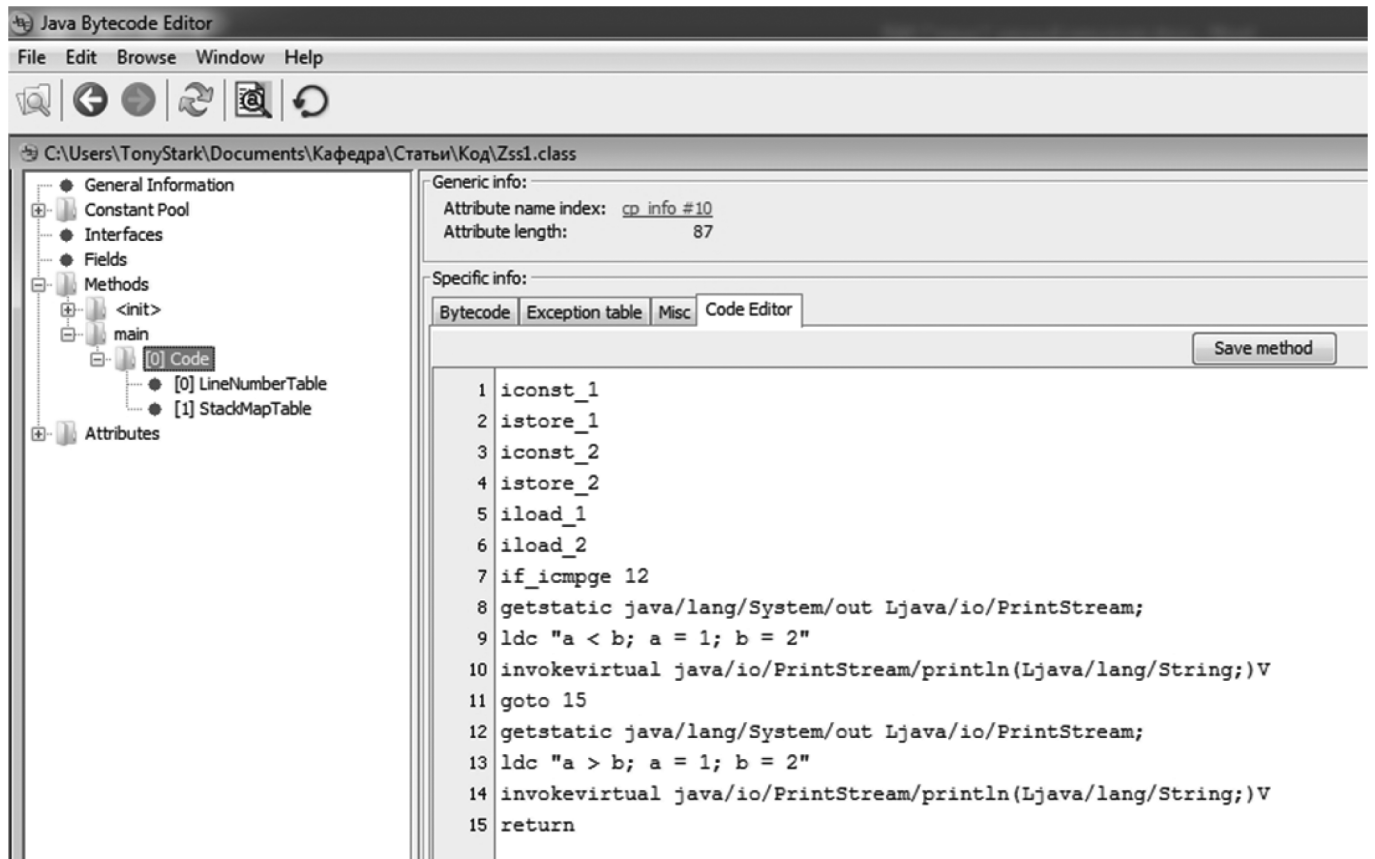 Java Bytecode Editor
File Edit Browse Window Help
C:\Users\TonyStark\Documents\Кафедра\Статьи\Код\Zss1.class
General Information
Constant Pool
Interfaces
Fields
Methods
<init>
main
[0] Code
[0] LineNumberTable
[1] StackMapTable
Attributes
Generic info:
Attribute name index: cp_info #10
Attribute length: 87
Specific info:
Bytecode Exception table Misc Code Editor
Save method
1 iconst_1
2 istore_1
3 iconst_2
4 istore_2
5 iload_1
6 iload_2
7 if_icmpge 12
8 getstatic java/lang/System/out Ljava/io/PrintStream;
9 ldc "a < b; a = 1; b = 2"
10 invokevirtual java/io/PrintStream/println(Ljava/lang/String;)V
11 goto 15
12 getstatic java/lang/System/out Ljava/io/PrintStream;
13 ldc "a > b; a = 1; b = 2"
14 invokevirtual java/io/PrintStream/println(Ljava/lang/String;)V
15 return